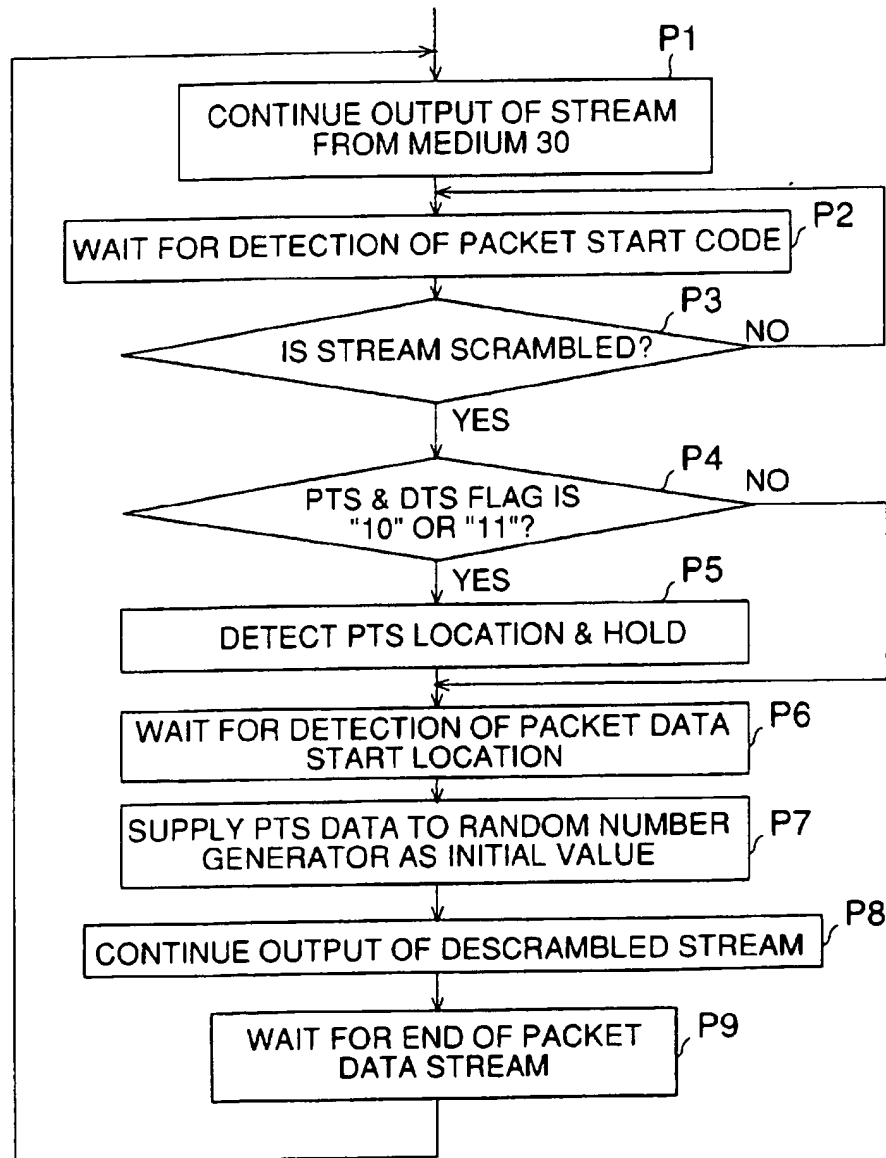 P1
CONTINUE OUTPUT OF STREAM
FROM MEDIUM 30
P2
WAIT FOR DETECTION OF PACKET START CODE
P3
IS STREAM SCRAMBLED?
NO
YES
P4
PTS & DTS FLAG IS
"10" OR "11"?
NO
YES
P5
DETECT PTS LOCATION & HOLD
P6
WAIT FOR DETECTION OF PACKET DATA
START LOCATION
P7
SUPPLY PTS DATA TO RANDOM NUMBER
GENERATOR AS INITIAL VALUE
P8
CONTINUE OUTPUT OF DESCRAMBLED STREAM
P9
WAIT FOR END OF PACKET
DATA STREAM